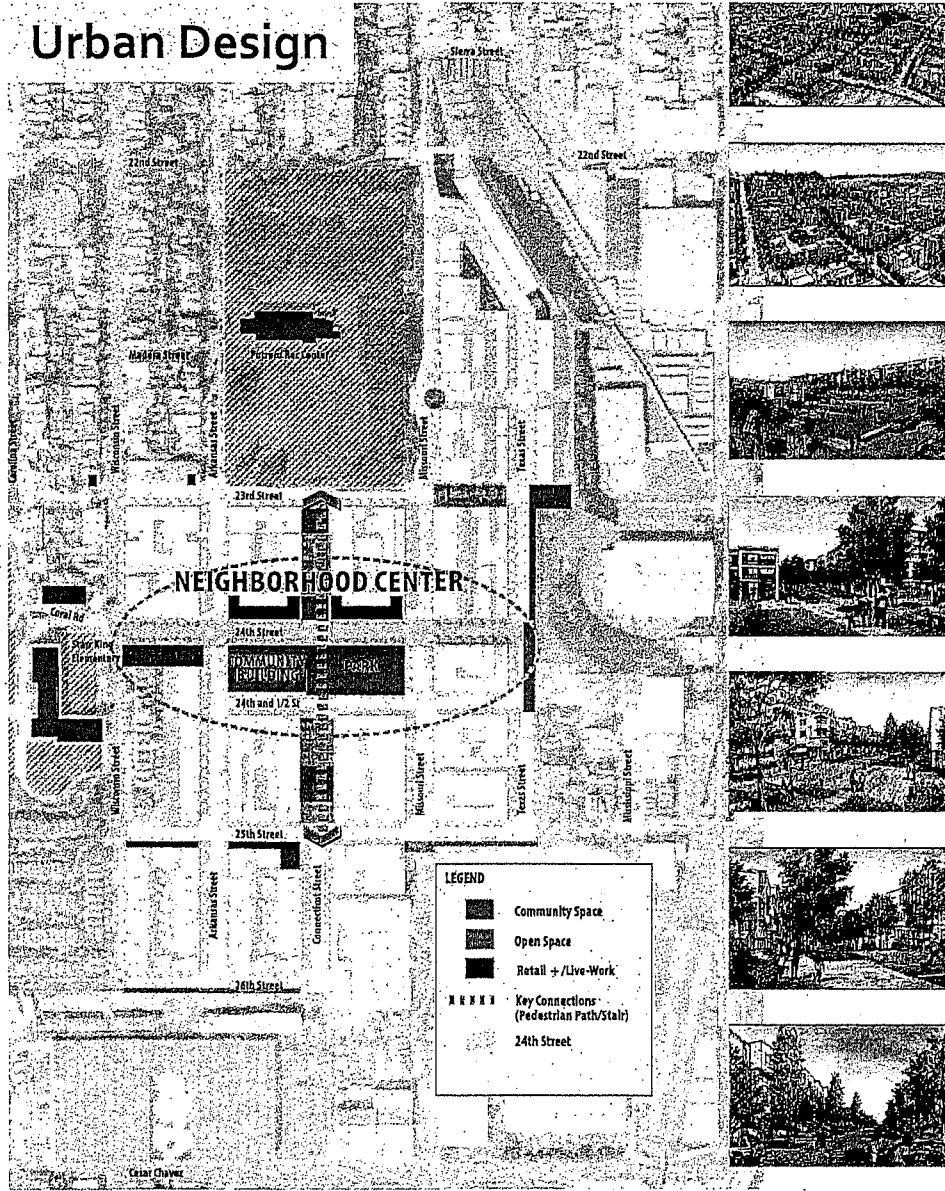 Urban Design
Sierra Street
22nd Street
22nd Street
Potrero Rec Center
Madera Street
Carolina Street
Wisconsin Street
Arkansas Street
Missouri Street
Texas Street
23rd Street
NEIGHBORHOOD CENTER
Coral Rd
24th Street
Starr King
Elementary
COMMUNITY
BUILDING
PARK
24th and 1/2 St
Wisconsin Street
Missouri Street
Texas Street
Mississippi Street
25th Street
Arkansas Street
Connecticut Street
LEGEND
Community Space
Open Space
Retail +/Live-Work
Key Connections
(Pedestrian Path/Stair)
24th Street
26th Street
Cesar Chavez